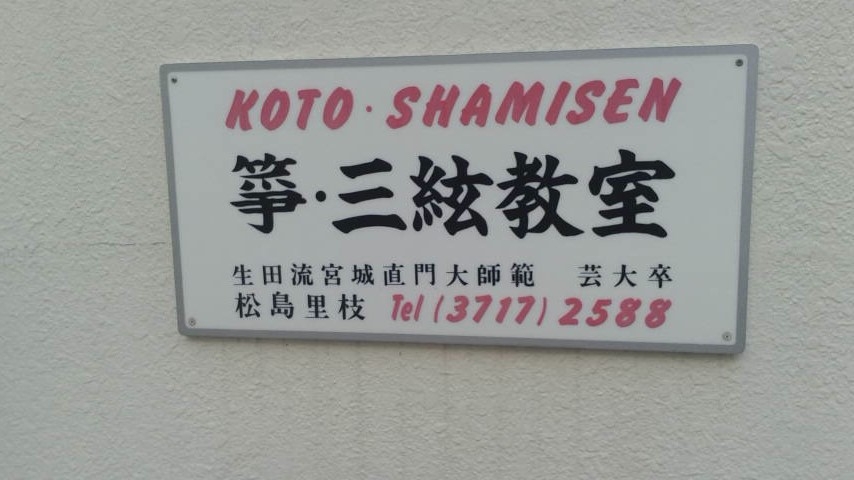 KOTO・SHAMISEN
箏・三絃教室
生田流宮城直門大師範　芸大卒
松島里枝 Tel (3717) 2588